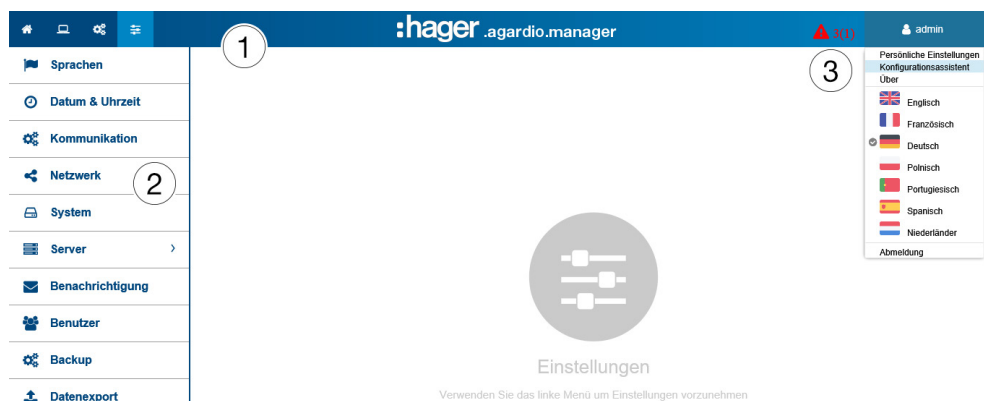 :hager .agardio.manager
3(1)
admin
1
Sprachen
Datum & Uhrzeit
Kommunikation
Netzwerk
2
System
Server
Benachrichtigung
Benutzer
Backup
Datenexport
3
Persönliche Einstellungen
Konfigurationsassistent
Über
Englisch
Französisch
Deutsch
Polnisch
Portugiesisch
Spanisch
Niederländer
Abmeldung
Einstellungen
Verwenden Sie das linke Menü um Einstellungen vorzunehmen